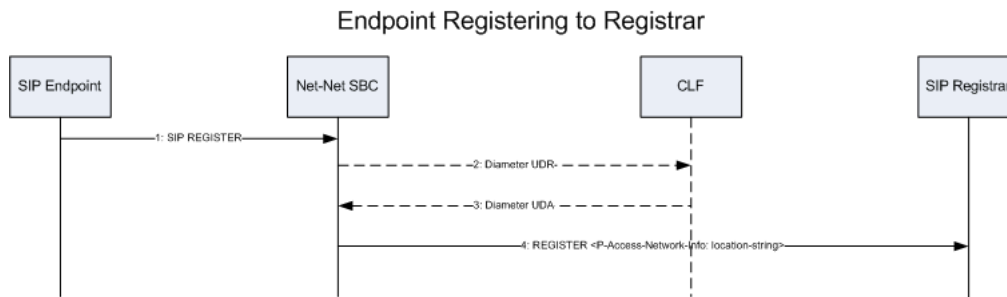 Endpoint Registering to Registrar
SIP Endpoint
Net-Net SBC
CLF
SIP Registrar
1: SIP REGISTER
2: Diameter UDR
3: Diameter UDA
4: REGISTER <P-Access-Network-Info: location-string>